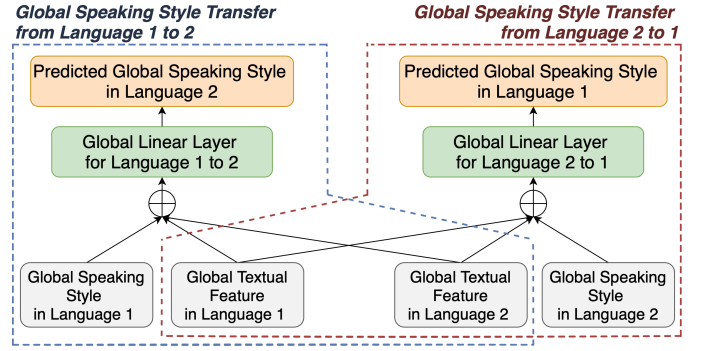 Global Speaking Style Transfer
from Language 1 to 2
Global Speaking Style Transfer
from Language 2 to 1
Predicted Global Speaking Style
in Language 2
Predicted Global Speaking Style
in Language 1
Global Linear Layer
for Language 1 to 2
Global Linear Layer
for Language 2 to 1
Global Speaking
Style
in Language 1
Global Textual
Feature
in Language 1
Global Textual
Feature
in Language 2
Global Speaking
Style
in Language 2